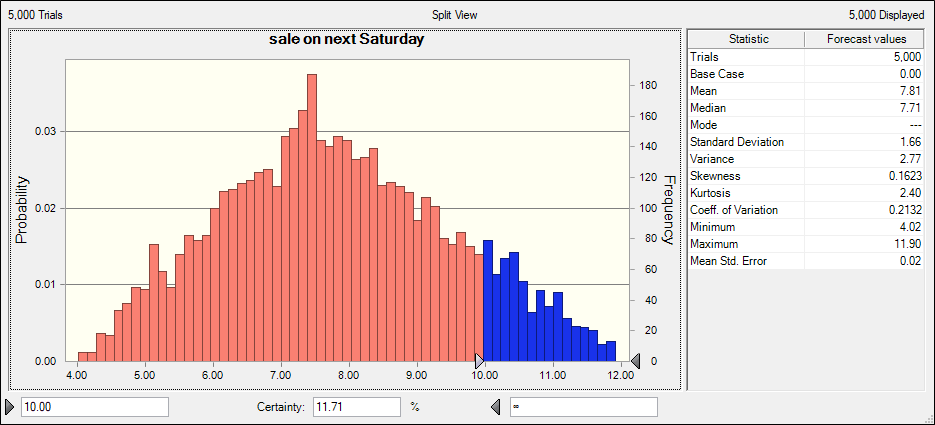 5,000 Trials Split View 5,000 Displayed
sale on next Saturday
Statistic Forecast values
Trials 5,000
Base Case 0.00
Mean 7.81
Median 7.71
Mode ---
Standard Deviation 1.66
Variance 2.77
Skewness 0.1623
Kurtosis 2.40
Coeff. of Variation 0.2132
Minimum 4.02
Maximum 11.90
Mean Std. Error 0.02
Probability
0.03
0.02
0.01
0.00
Frequency
180
160
140
120
100
80
60
40
20
0
4.00 5.00 6.00 7.00 8.00 9.00 10.00 11.00 12.00
10.00 Certainty: 11.71 % ∞